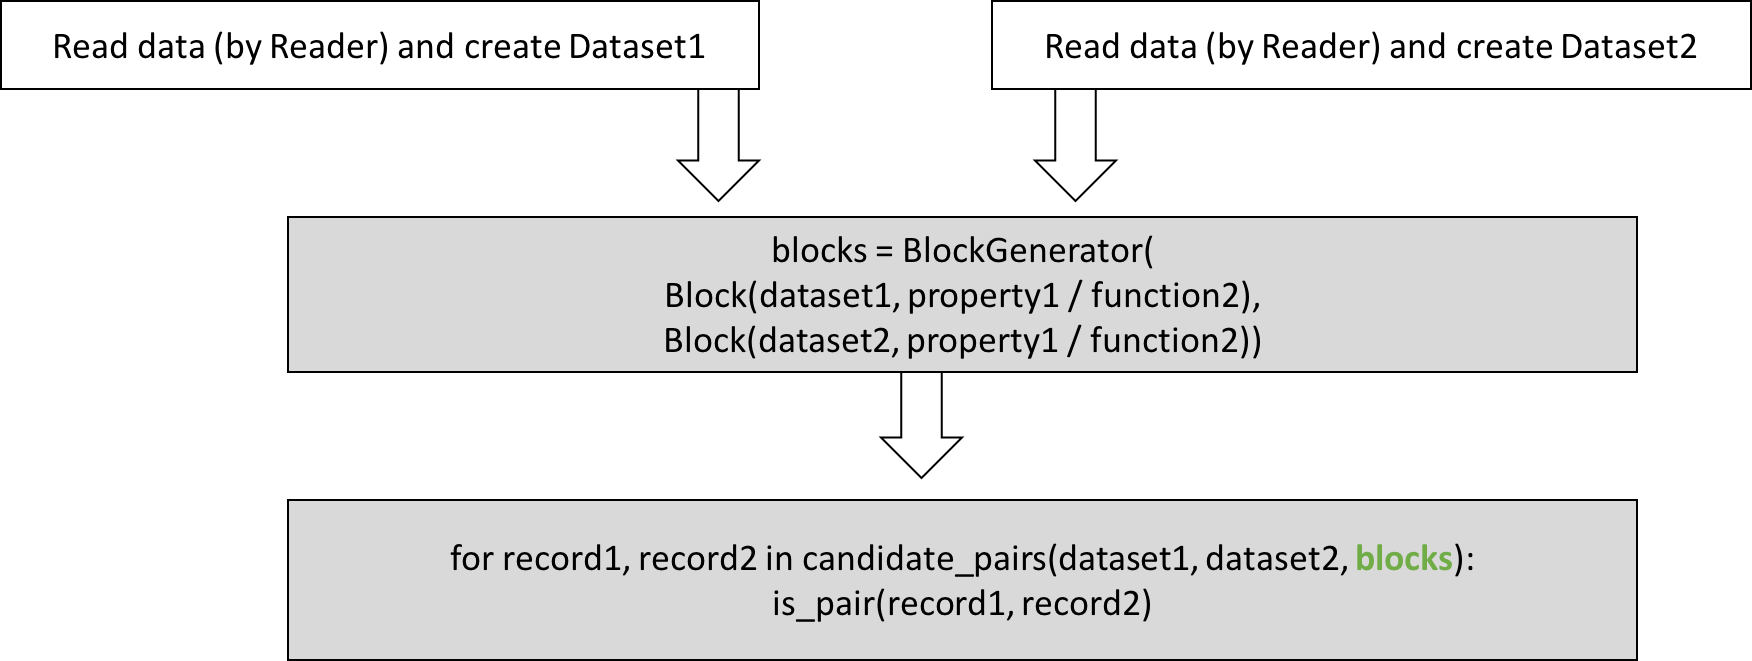 Read data (by Reader) and create Dataset1
Read data (by Reader) and create Dataset2
blocks = BlockGenerator(
Block(dataset1, property1 / function2),
Block(dataset2, property1 / function2))
for record1, record2 in candidate_pairs(dataset1, dataset2, blocks):
is_pair(record1, record2)